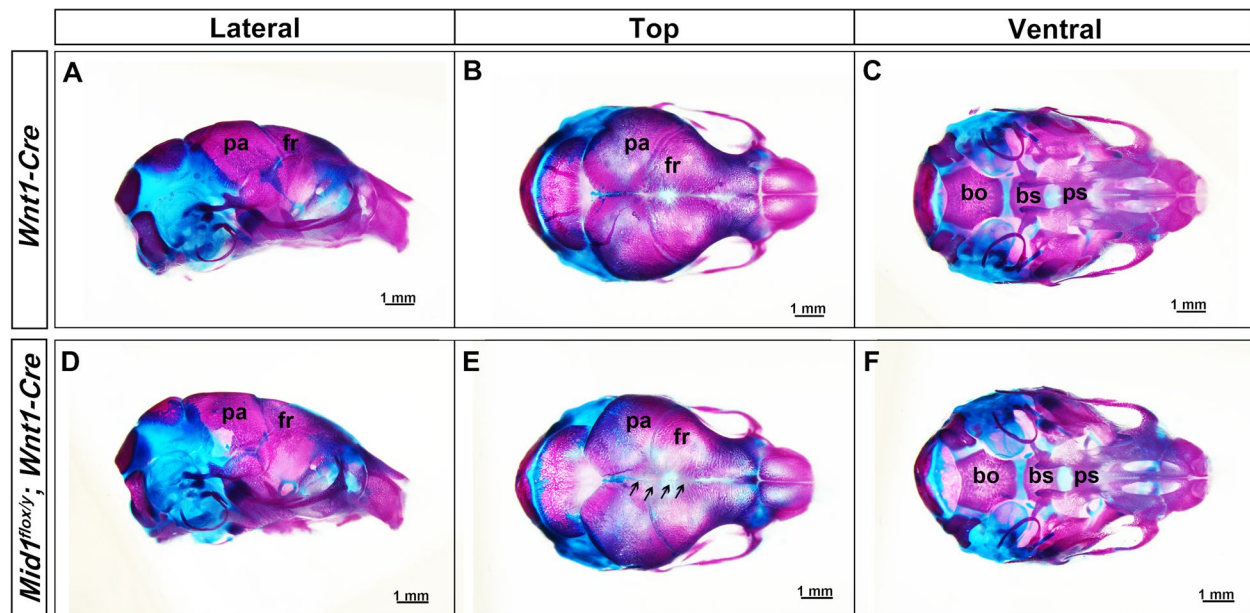 Lateral
Top
Ventral
Wnt1-Cre
A
pa
fr
1 mm
B
pa
fr
1 mm
C
bo
bs
ps
1 mm
Mid1flox/y; Wnt1-Cre
D
pa
fr
1 mm
E
pa
fr
1 mm
F
bo
bs
ps
1 mm